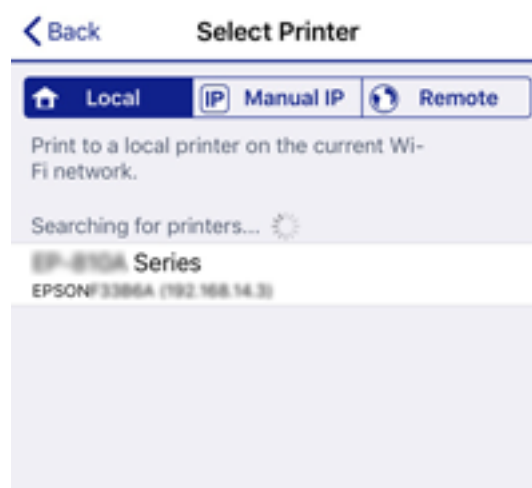 Back
Select Printer
Local
IP Manual IP
Remote
Print to a local printer on the current Wi-
Fi network.
Searching for printers...
Series
EPSON